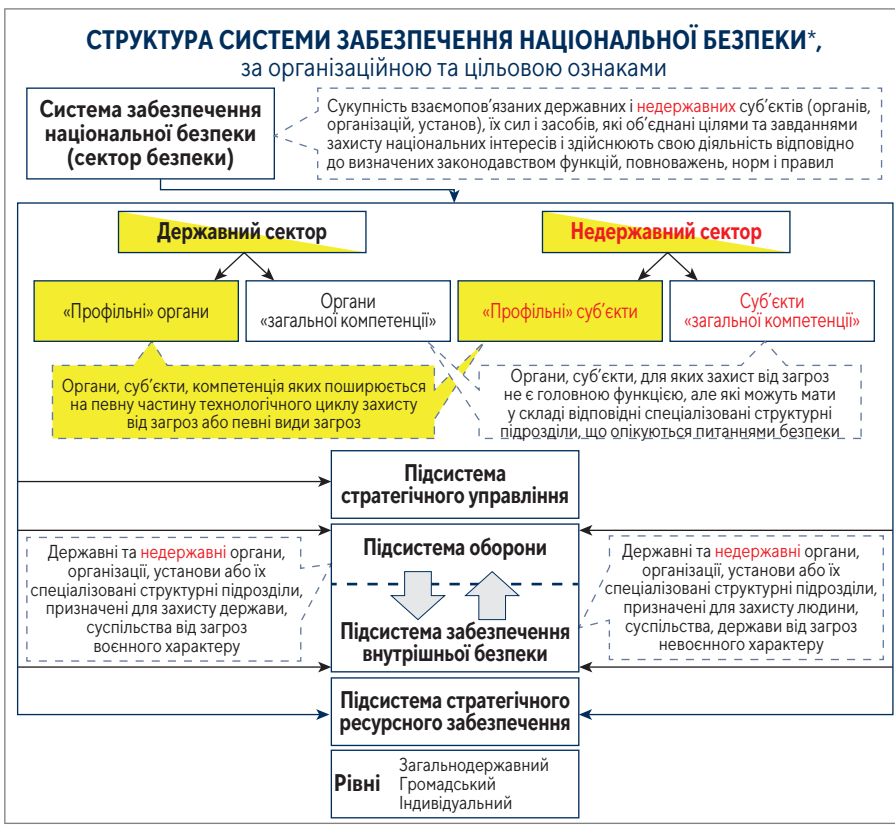 СТРУКТУРА СИСТЕМИ ЗАБЕЗПЕЧЕННЯ НАЦІОНАЛЬНОЇ БЕЗПЕКИ*,
за організаційною та цільовою ознаками
Система забезпечення
національної безпеки
(сектор безпеки)
Сукупність взаємопов’язаних державних і недержавних суб’єктів (органів,
організацій, установ), їх сил і засобів, які об’єднані цілями та завданнями
захисту національних інтересів і здійснюють свою діяльність відповідно
до визначених законодавством функцій, повноважень, норм і правил
Державний сектор
Недержавний сектор
«Профільні» органи
Органи
«загальної компетенції»
«Профільні» суб’єкти
Суб’єкти
«загальної компетенції»
Органи, суб’єкти, компетенція яких поширюється
на певну частину технологічного циклу захисту
від загроз або певні види загроз
Органи, суб’єкти, для яких захист від загроз
не є головною функцією, але які можуть мати
у складі відповідні спеціалізовані структурні
підрозділи, що опікуються питаннями безпеки
Підсистема
стратегічного управління
Державні та недержавні органи,
організації, установи або їх
спеціалізовані структурні підрозділи,
призначені для захисту держави,
суспільства від загроз
воєнного характеру
Підсистема оборони
Підсистема забезпечення
внутрішньої безпеки
Державні та недержавні органи,
організації, установи або їх
спеціалізовані структурні підрозділи,
призначені для захисту людини,
суспільства, держави від загроз
невоєнного характеру
Підсистема стратегічного
ресурсного забезпечення
Рівні
Загальнодержавний
Громадський
Індивідуальний